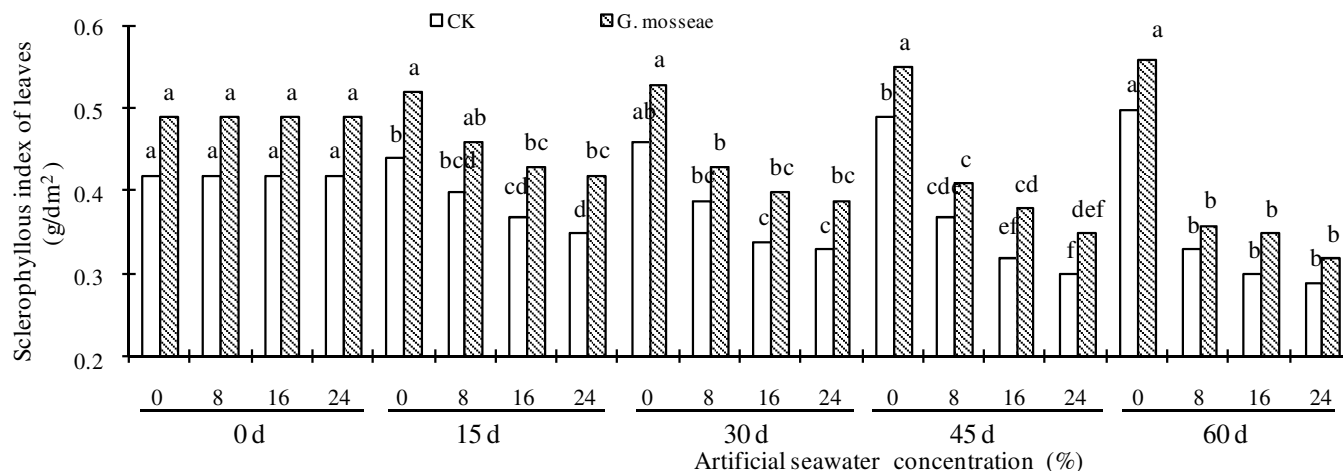 CK G. mosseae
Sclerophyllous index of leaves
(g/dm²)
0.6
0.5
0.4
0.3
0.2
a a a a a a a a
b a bcd ab cd bc d bc
ab a bc b c bc c bc
b a cde c ef cd f def
a a b b b b b b
0 8 16 24 0 8 16 24 0 8 16 24 0 8 16 24 0 8 16 24
0 d 15 d 30 d 45 d 60 d
Artificial seawater concentration (%)